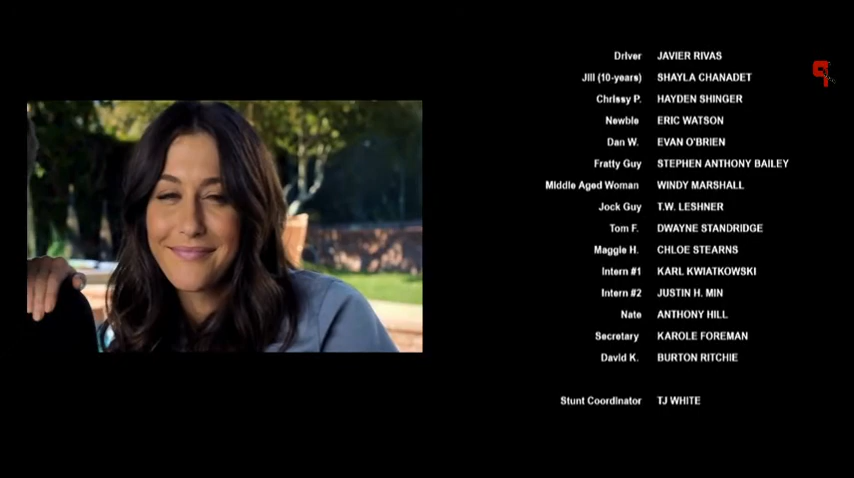 Driver JAVIER RIVAS
Jill (10-years) SHAYLA CHANADET
Chrissy P. HAYDEN SHINGER
Newbie ERIC WATSON
Dan W. EVAN O'BRIEN
Fratty Guy STEPHEN ANTHONY BAILEY
Middle Aged Woman WINDY MARSHALL
Jock Guy T.W. LESHNER
Tom F. DWAYNE STANDRIDGE
Maggie H. CHLOE STEARNS
Intern #1 KARL KWIATKOWSKI
Intern #2 JUSTIN H. MIN
Nate ANTHONY HILL
Secretary KAROLE FOREMAN
David K. BURTON RITCHIE
Stunt Coordinator TJ WHITE